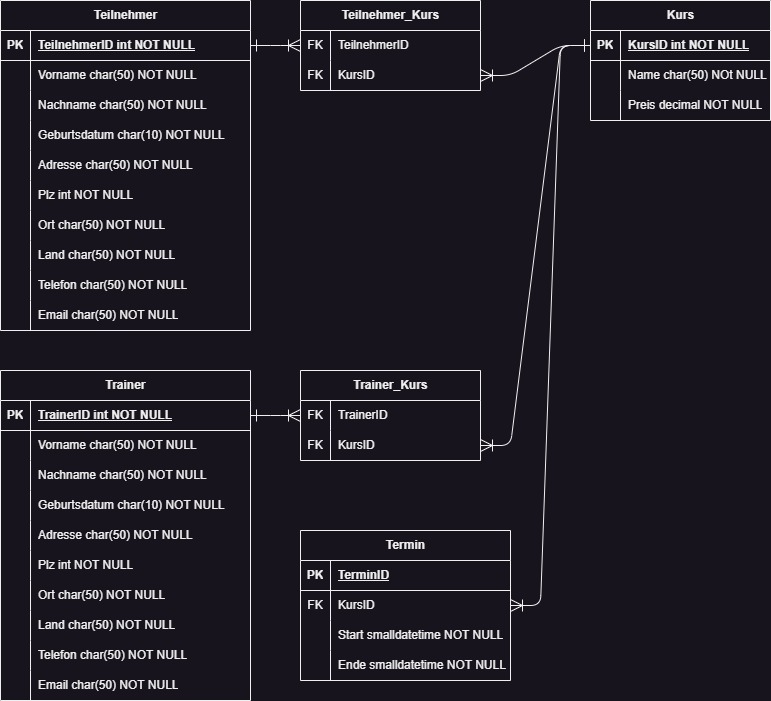 Teilnehmer
PK TeilnehmerID int NOT NULL
Vorname char(50) NOT NULL
Nachname char(50) NOT NULL
Geburtsdatum char(10) NOT NULL
Adresse char(50) NOT NULL
Plz int NOT NULL
Ort char(50) NOT NULL
Land char(50) NOT NULL
Telefon char(50) NOT NULL
Email char(50) NOT NULL
Teilnehmer_Kurs
FK TeilnehmerID
FK KursID
Kurs
PK KursID int NOT NULL
Name char(50) NOt NULL
Preis decimal NOT NULL
Trainer
PK TrainerID int NOT NULL
Vorname char(50) NOT NULL
Nachname char(50) NOT NULL
Geburtsdatum char(10) NOT NULL
Adresse char(50) NOT NULL
Plz int NOT NULL
Ort char(50) NOT NULL
Land char(50) NOT NULL
Telefon char(50) NOT NULL
Email char(50) NOT NULL
Trainer_Kurs
FK TrainerID
FK KursID
Termin
PK TerminID
FK KursID
Start smalldatetime NOT NULL
Ende smalldatetime NOT NULL